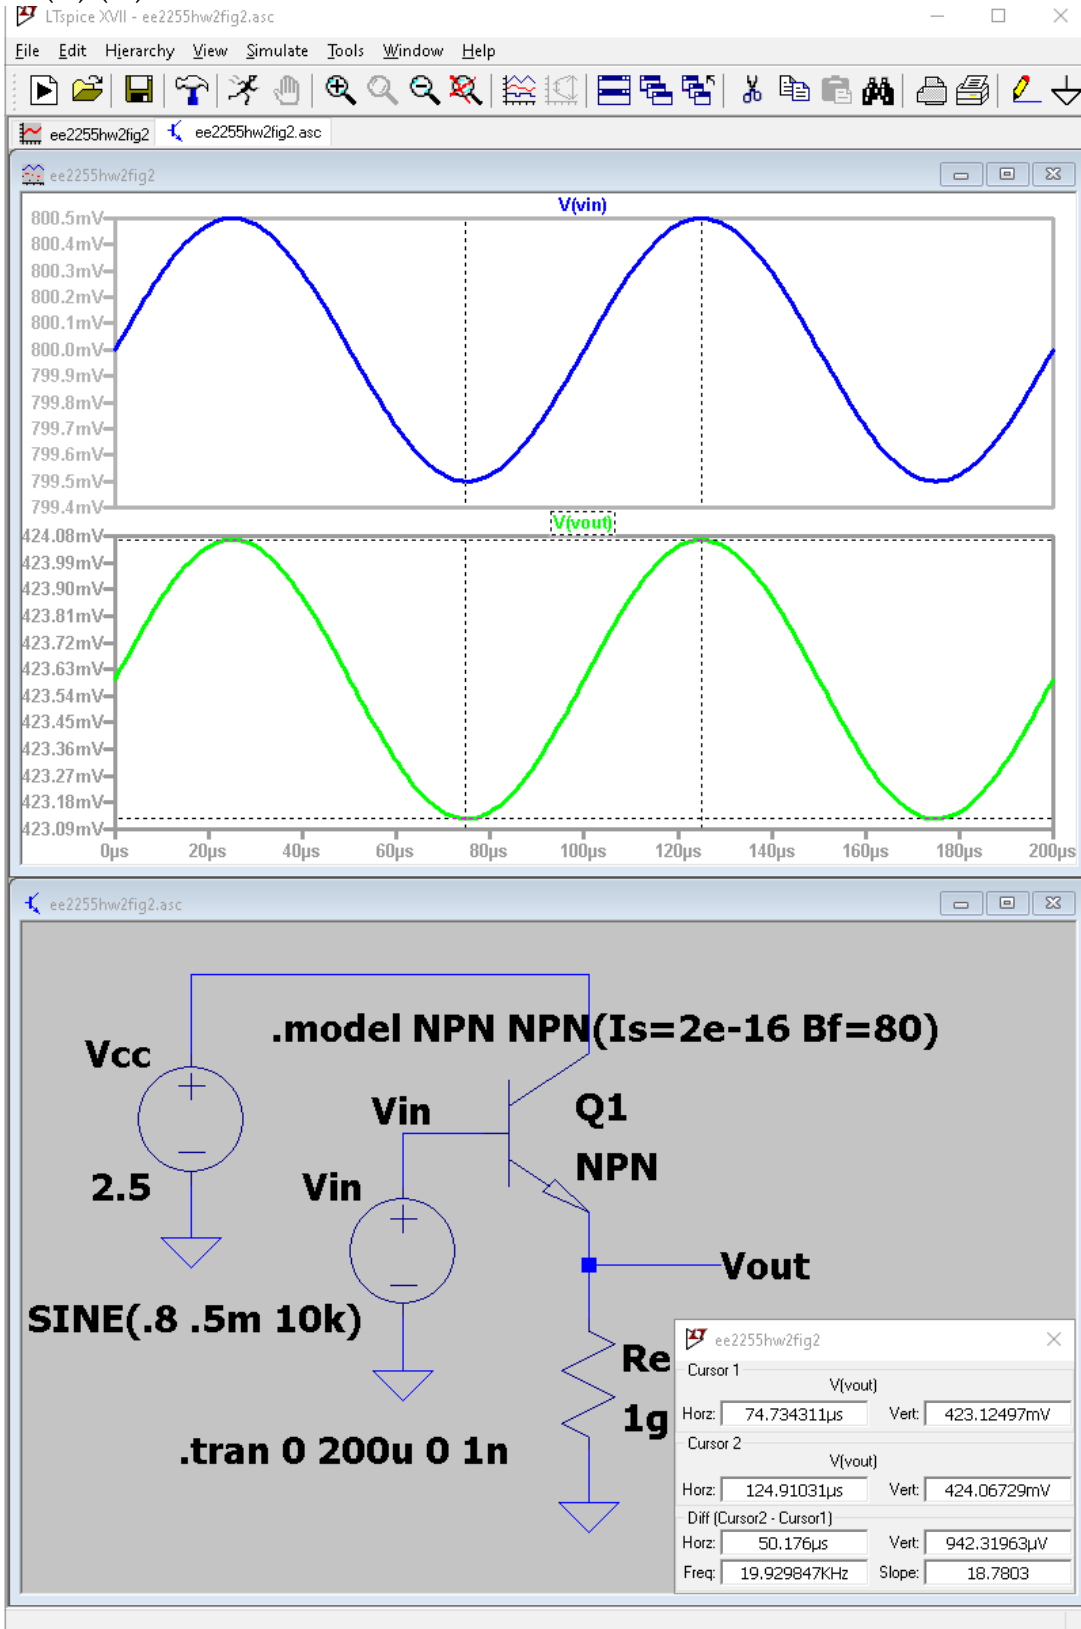 LTspice XVII - ee2255hw2fig2.asc
File Edit Hierarchy View Simulate Tools Window Help
ee2255hw2fig2 ee2255hw2fig2.asc
ee2255hw2fig2
V(vin)
800.5mV
800.4mV
800.3mV
800.2mV
800.1mV
800.0mV
799.9mV
799.8mV
799.7mV
799.6mV
799.5mV
799.4mV
V(vout)
424.08mV
423.99mV
423.90mV
423.81mV
423.72mV
423.63mV
423.54mV
423.45mV
423.36mV
423.27mV
423.18mV
423.09mV
0µs 20µs 40µs 60µs 80µs 100µs 120µs 140µs 160µs 180µs 200µs
ee2255hw2fig2.asc
.model NPN NPN(Is=2e-16 Bf=80)
Vcc
Vin
Q1
NPN
2.5
Vin
Vout
SINE(.8 .5m 10k)
Re
1g
.tran 0 200u 0 1n
ee2255hw2fig2
Cursor 1
V(vout)
Horz: 74.734311µs Vert: 423.12497mV
Cursor 2
V(vout)
Horz: 124.91031µs Vert: 424.06729mV
Diff (Cursor2 - Cursor1)
Horz: 50.176µs Vert: 942.31963µV
Freq: 19.929847KHz Slope: 18.7803